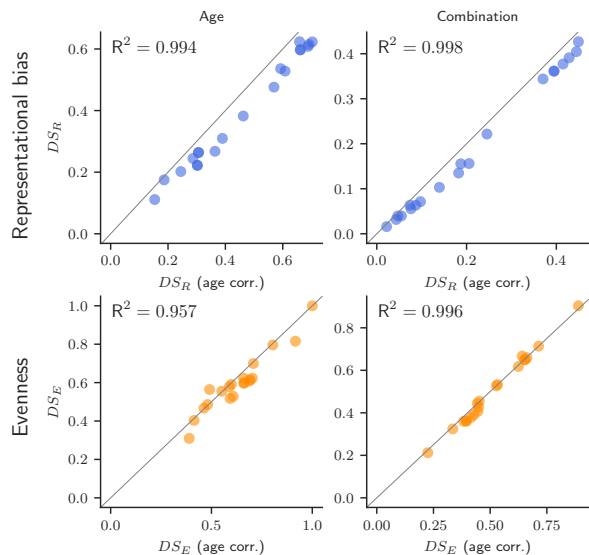 Age
Combination
Representational bias
R² = 0.994
R² = 0.998
DS_R
0.6
0.4
0.2
0.0
0.4
0.3
0.2
0.1
0.0
0.0 0.2 0.4 0.6
0.0 0.2 0.4
DS_R (age corr.)
DS_R (age corr.)
Evenness
R² = 0.957
R² = 0.996
DS_E
1.0
0.8
0.6
0.4
0.2
0.0
0.8
0.6
0.4
0.2
0.0
0.0 0.5 1.0
0.00 0.25 0.50 0.75
DS_E (age corr.)
DS_E (age corr.)